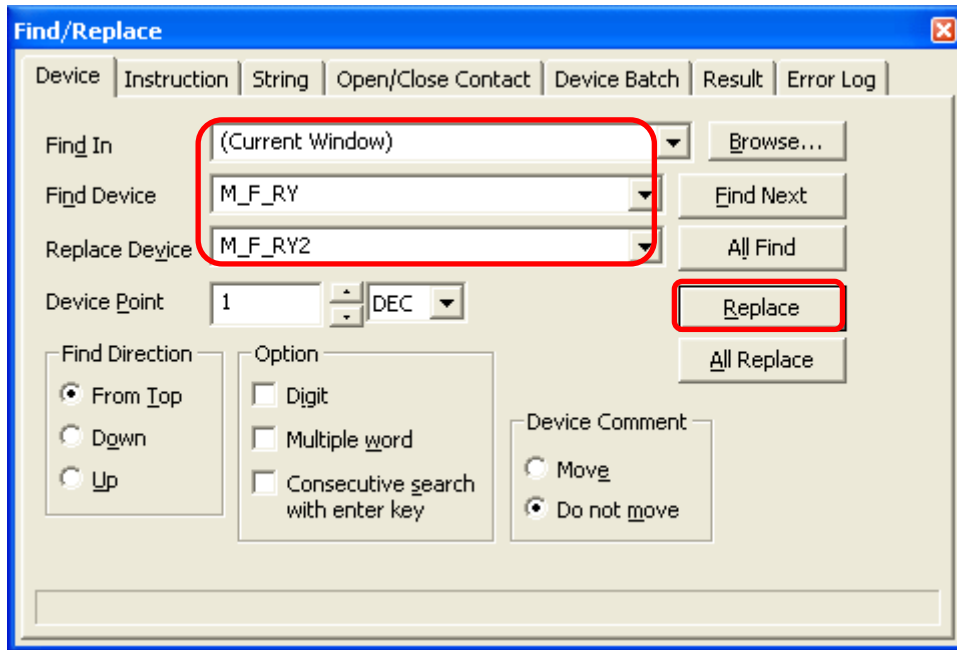 Find/Replace
Device Instruction String Open/Close Contact Device Batch Result Error Log
Find In (Current Window) Browse...
Find Device M_F_RY Find Next
Replace Device M_F_RY2 All Find
Device Point 1 DEC Replace
All Replace
Find Direction
From Top
Down
Up
Option
Digit
Multiple word
Consecutive search
with enter key
Device Comment
Move
Do not move